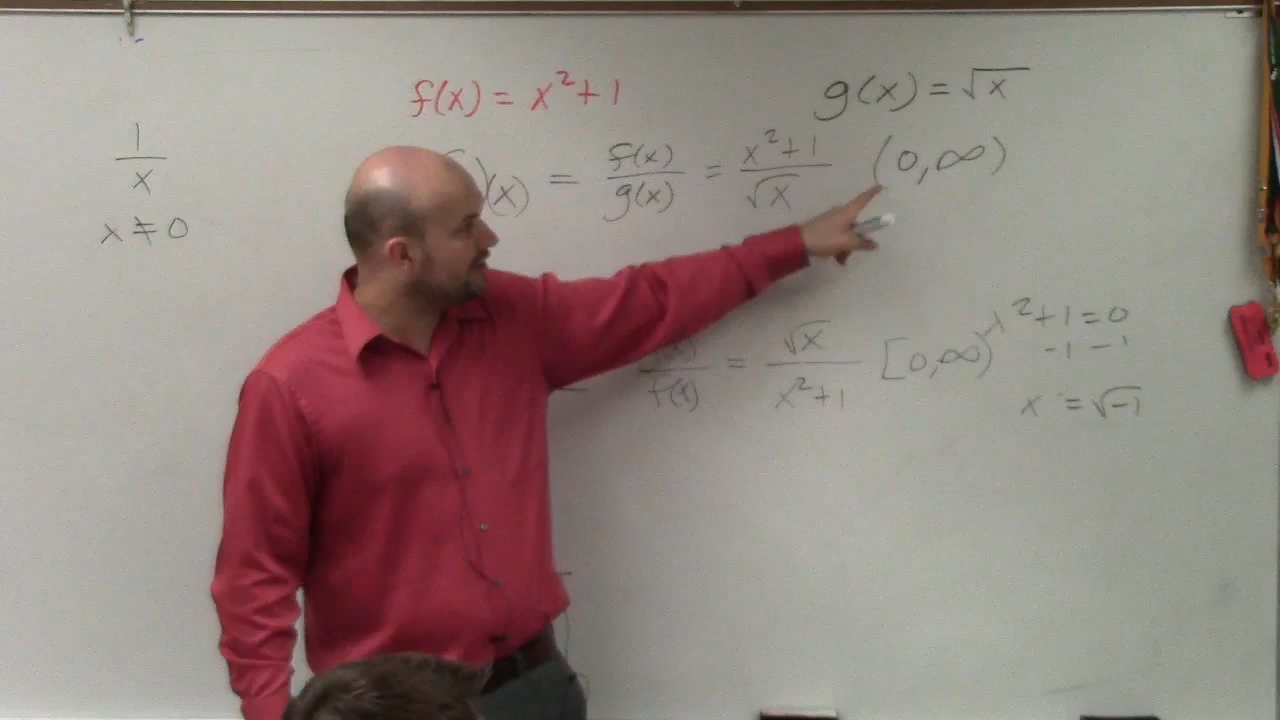 f(x) = x²+1
g(x) = √x
1/x
x ≠ 0
)(x) = f(x)/g(x) = x²+1/√x (0,∞)
f(x) = √x/x²+1 [0,∞)
²+1=0
-1 -1
x = √-1